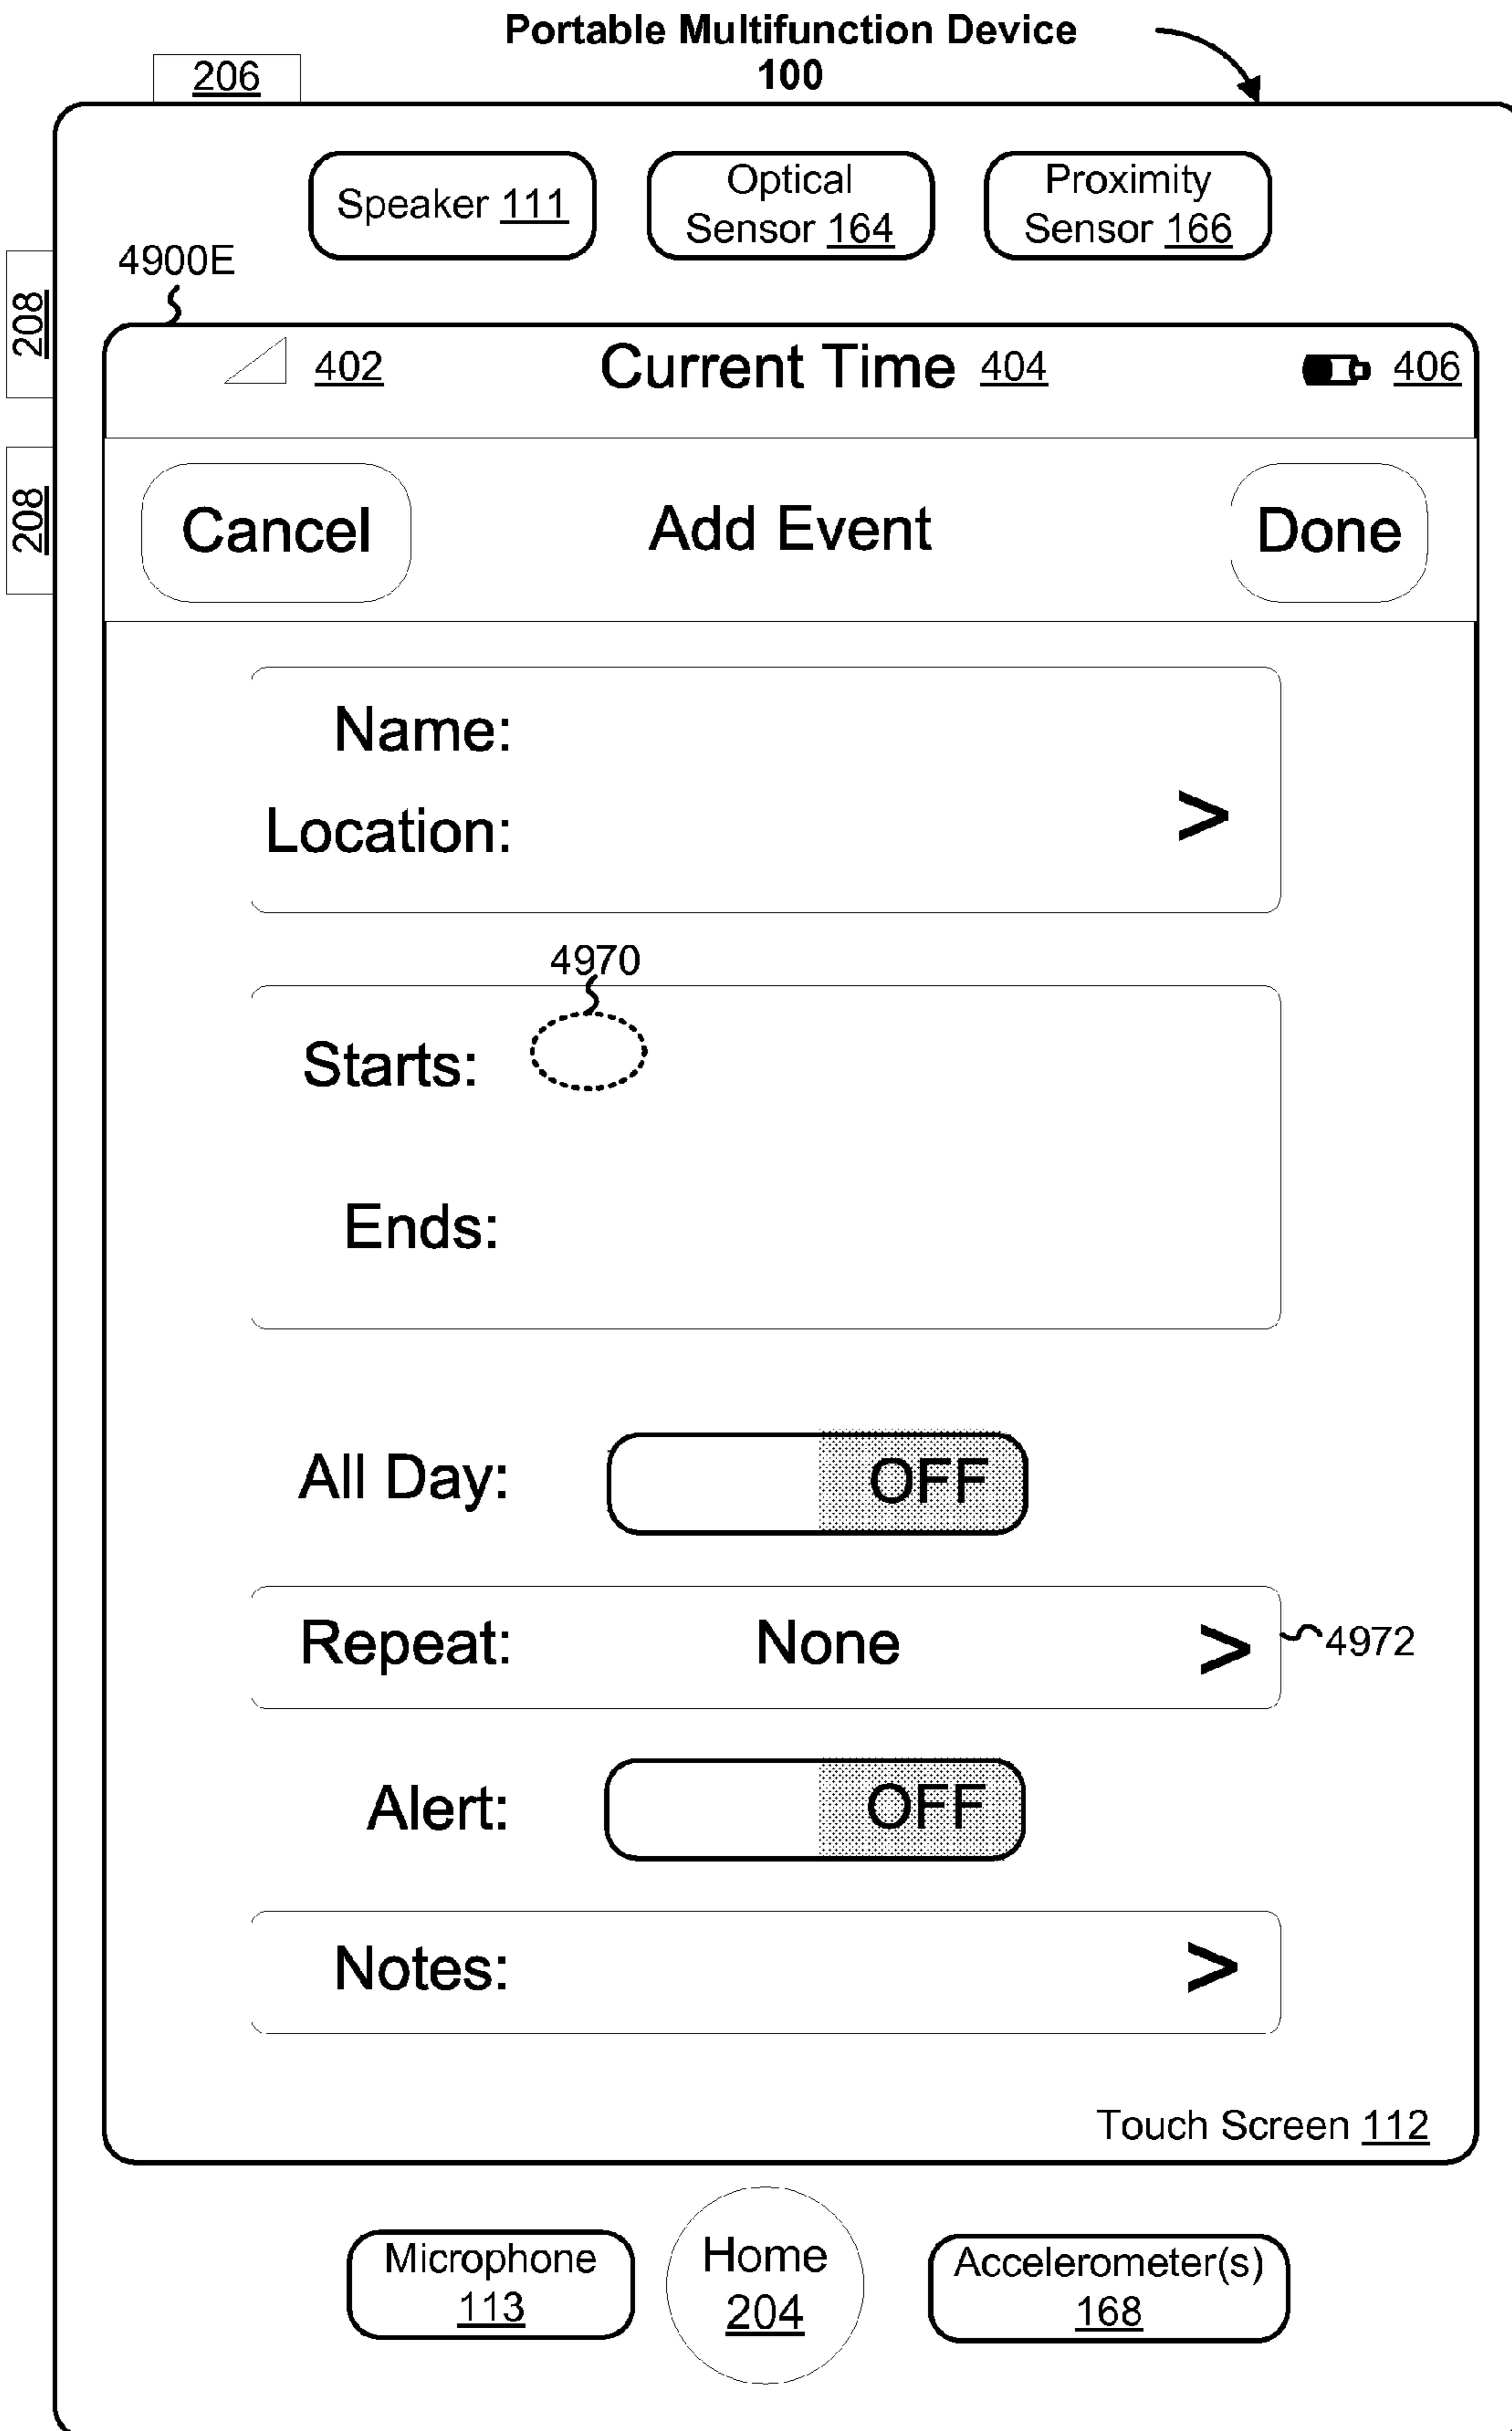 Portable Multifunction Device
100
206
Speaker 111
Optical
Sensor 164
Proximity
Sensor 166
4900E
208
208
402
Current Time 404
406
Cancel
Add Event
Done
Name:
Location:
>
4970
Starts:
Ends:
All Day:
OFF
Repeat:
None
>
4972
Alert:
OFF
Notes:
>
Touch Screen 112
Microphone
113
Home
204
Accelerometer(s)
168